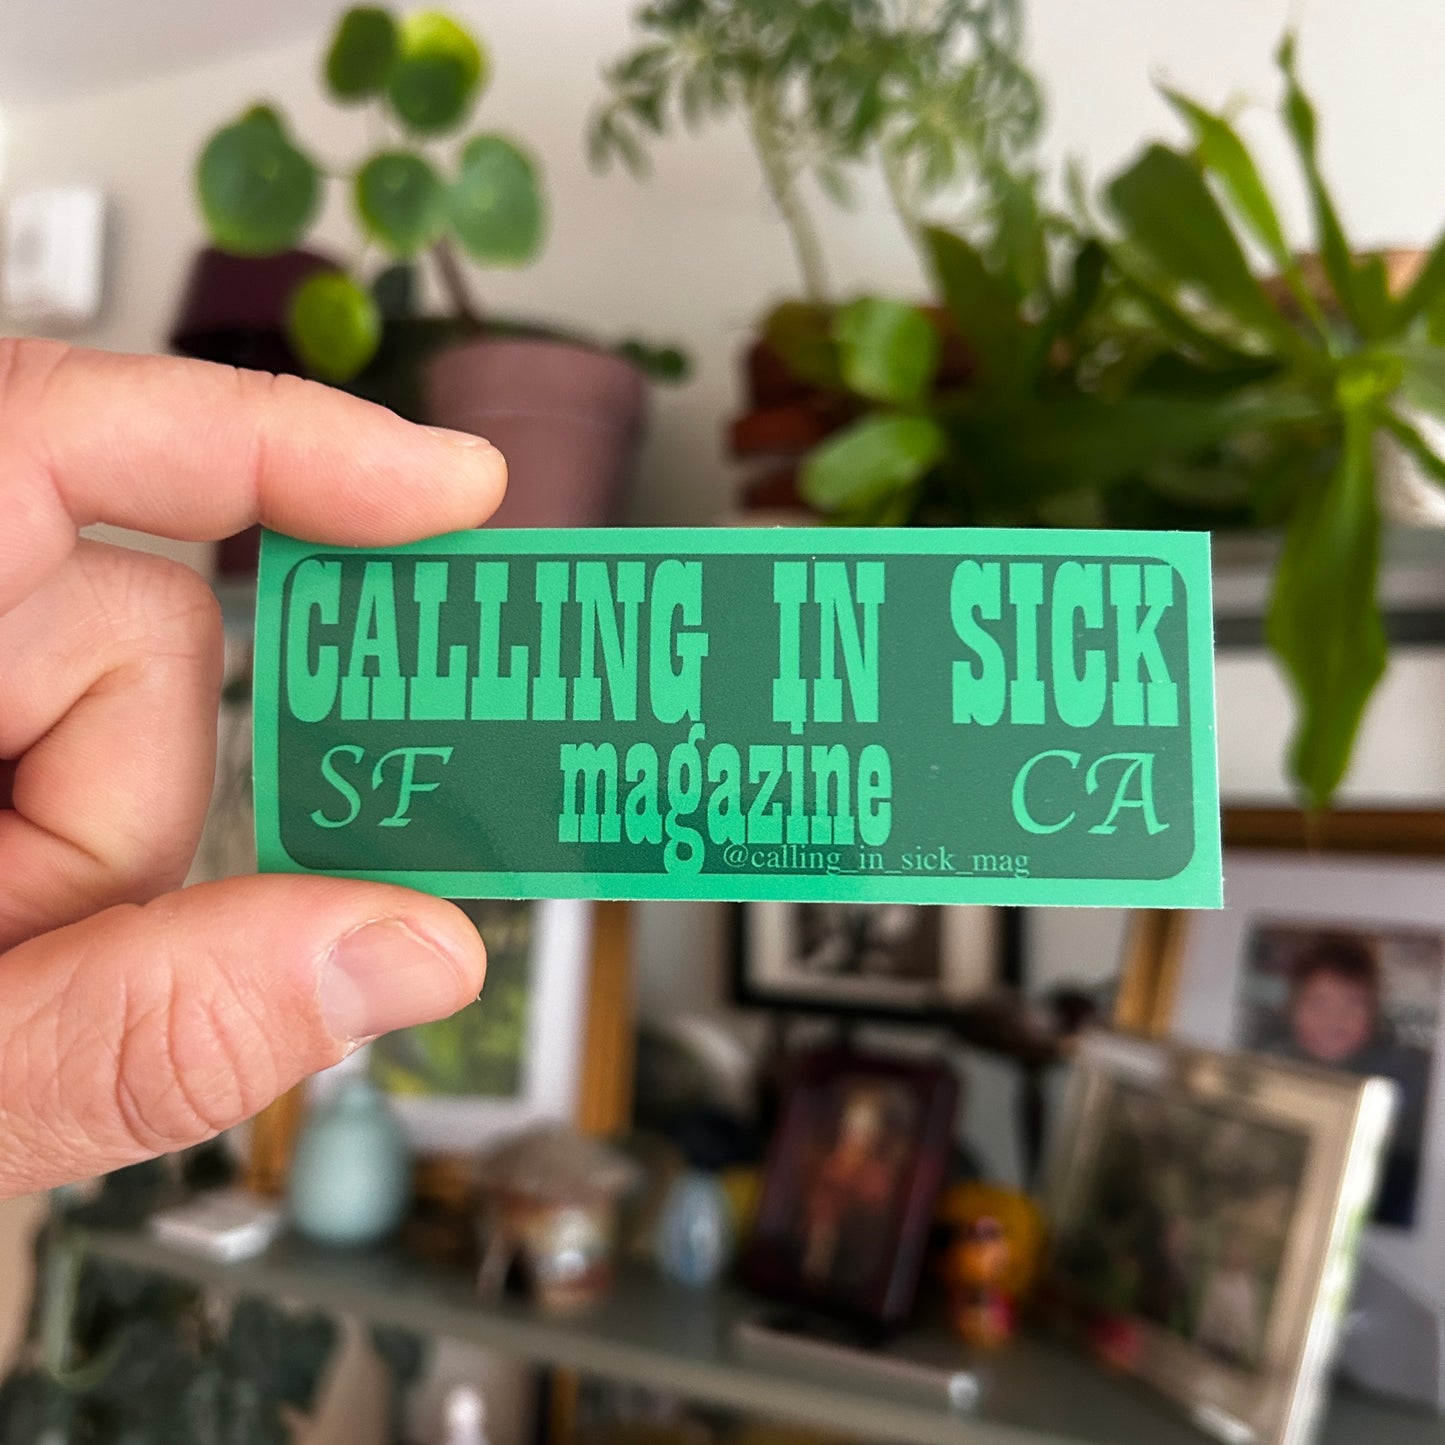 CALLING IN SICK
SF magazine CA
@calling_in_sick_mag